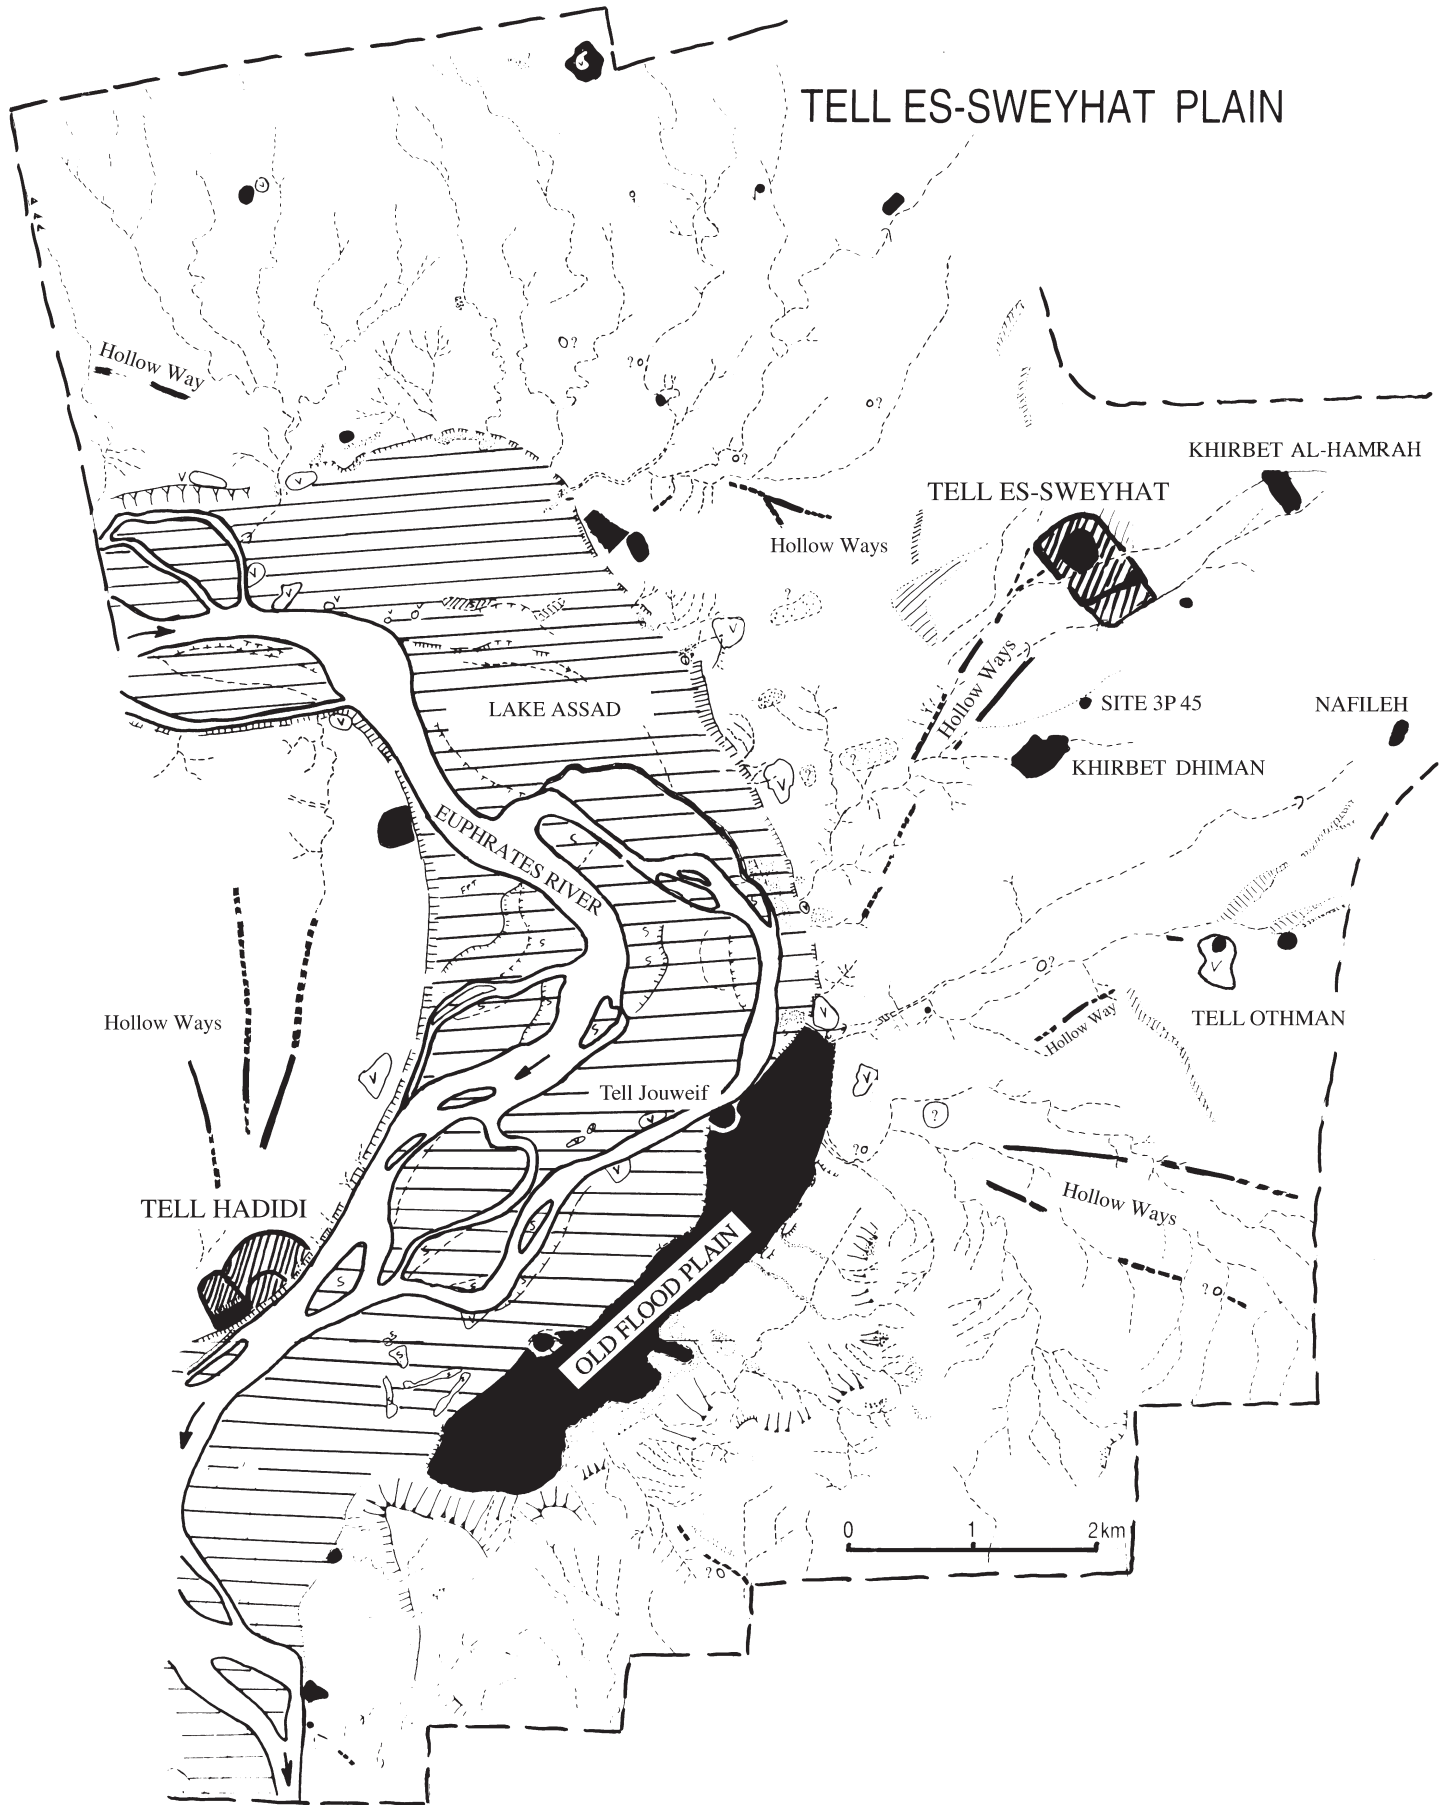 TELL ES-SWEYHAT PLAIN
Hollow Way
KHIRBET AL-HAMRAH
TELL ES-SWEYHAT
Hollow Ways
Hollow Ways
LAKE ASSAD
SITE 3P 45
NAFILEH
KHIRBET DHIMAN
EUPHRATES RIVER
Hollow Ways
TELL OTHMAN
Hollow Way
Tell Jouweif
Hollow Ways
TELL HADIDI
OLD FLOOD PLAIN
0 1 2 km